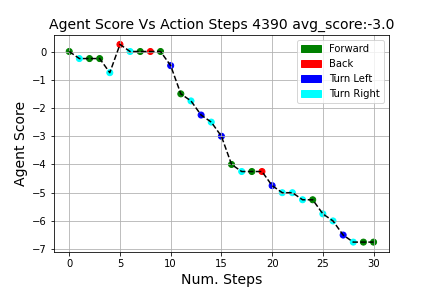 Agent Score Vs Action Steps 4390 avg_score:-3.0
Forward
Back
Turn Left
Turn Right
Agent Score
0
−1
−2
−3
−4
−5
−6
−7
0 5 10 15 20 25 30
Num. Steps